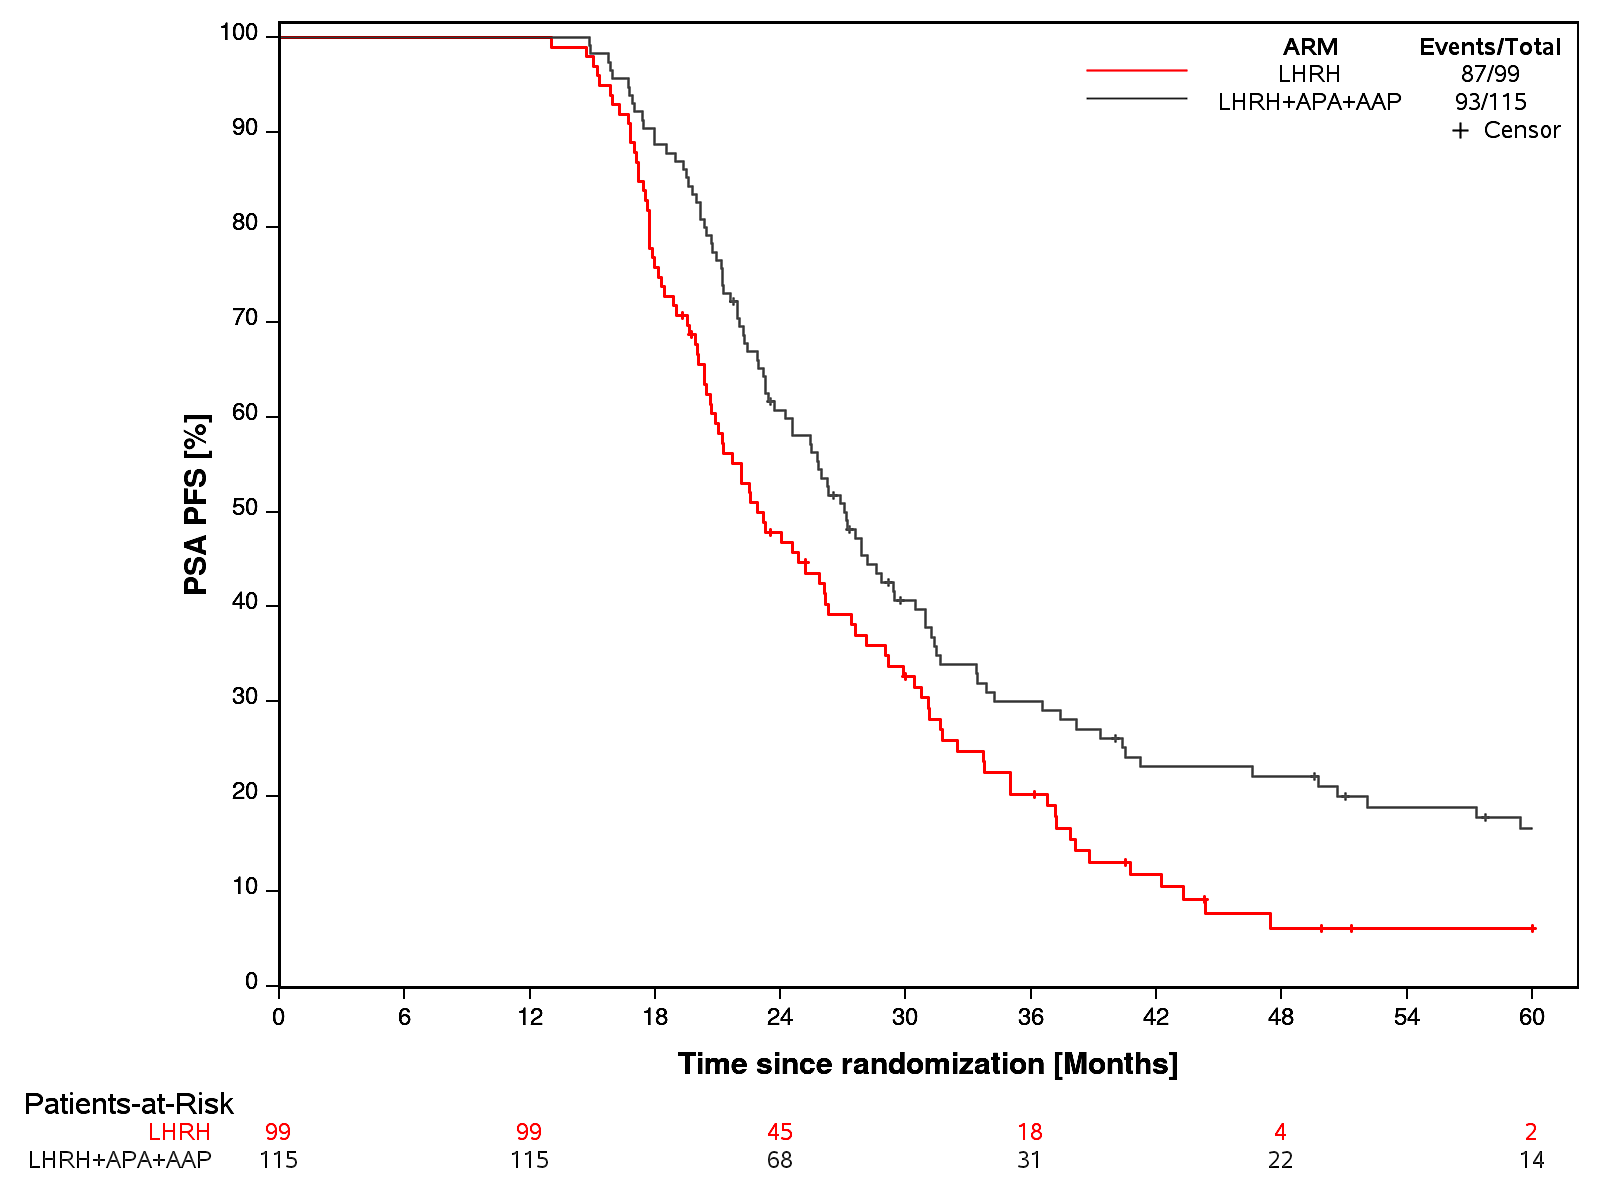 ARM Events/Total
LHRH 87/99
LHRH+APA+AAP 93/115
+ Censor
100
90
80
70
60
50
40
30
20
10
0
PSA PFS [%]
0 6 12 18 24 30 36 42 48 54 60
Time since randomization [Months]
Patients-at-Risk
LHRH 99 99 45 18 4 2
LHRH+APA+AAP 115 115 68 31 22 14